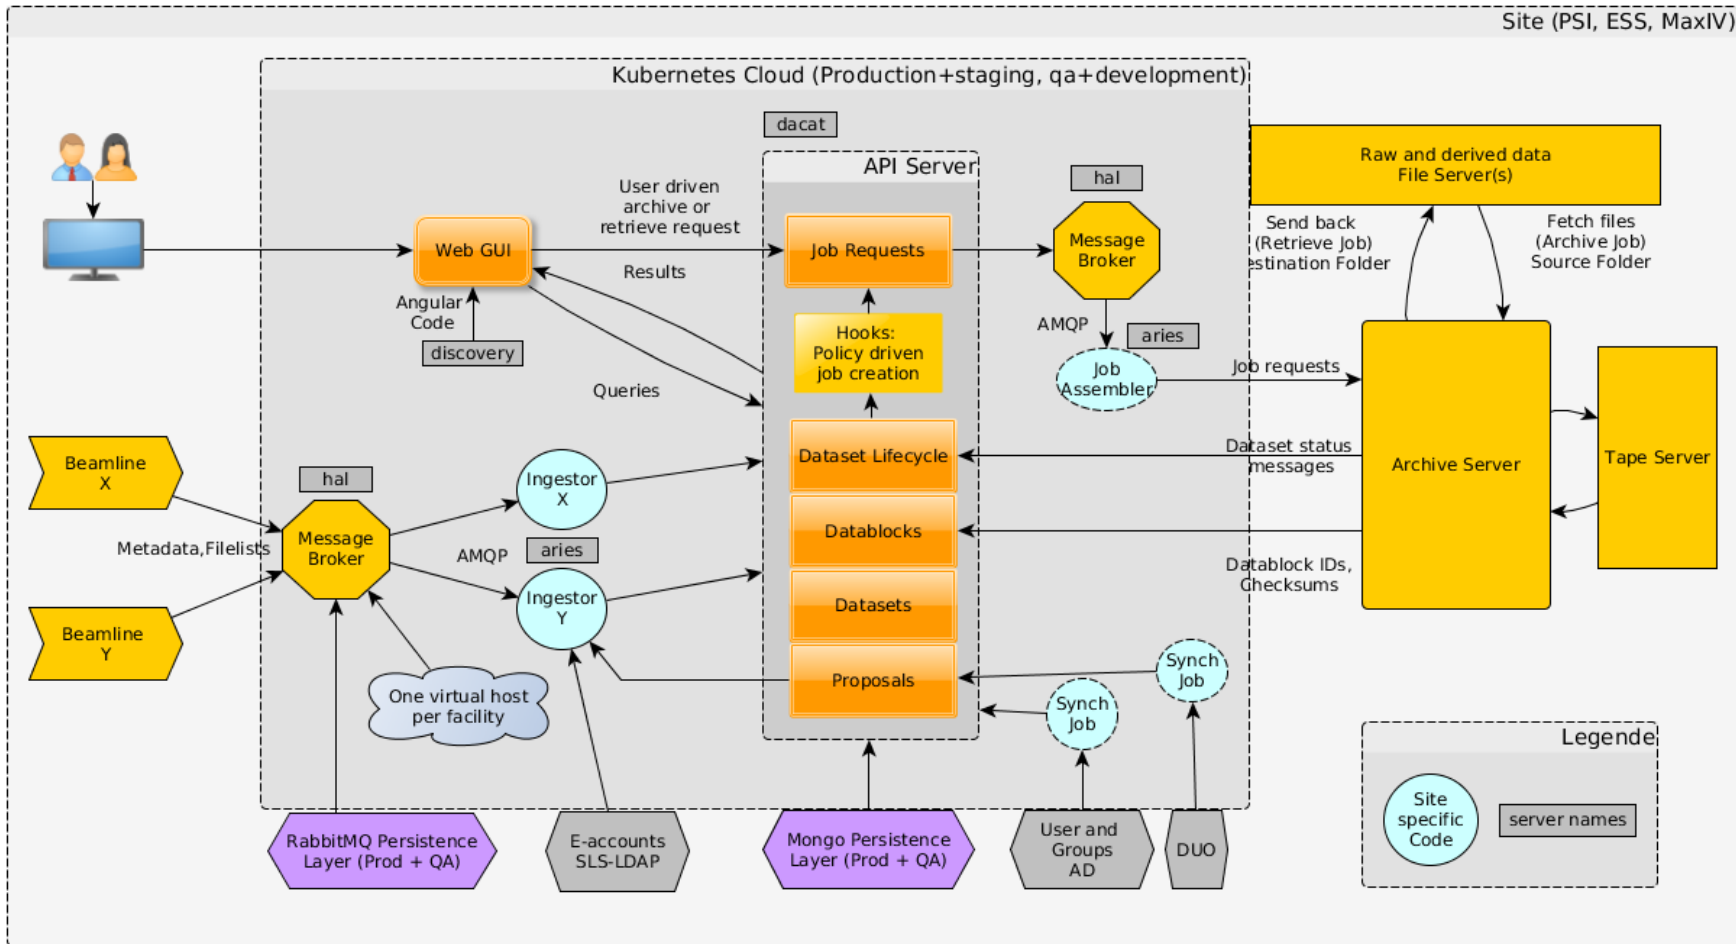 Site (PSI, ESS, MaxIV)
Kubernetes Cloud (Production+staging, qa+development)
dacat
API Server
hal
Raw and derived data
File Server(s)
User driven
archive or
retrieve request
Web GUI
Job Requests
Message
Broker
Send back
(Retrieve Job)
estination Folder
Fetch files
(Archive Job)
Source Folder
Results
Angular
Code
discovery
Hooks:
Policy driven
job creation
AMQP
aries
Job
Assembler
Job requests
Queries
Beamline
X
hal
Ingestor
X
Dataset Lifecycle
Dataset status
messages
Archive Server
Tape Server
Metadata,Filelists
Message
Broker
AMQP
aries
Datablocks
Ingestor
Y
Datablock IDs,
Checksums
Datasets
Beamline
Y
One virtual host
per facility
Proposals
Synch
Job
Synch
Job
Legende
Site
specific
Code
server names
RabbitMQ Persistence
Layer (Prod + QA)
E-accounts
SLS-LDAP
Mongo Persistence
Layer (Prod + QA)
User and
Groups
AD
DUO